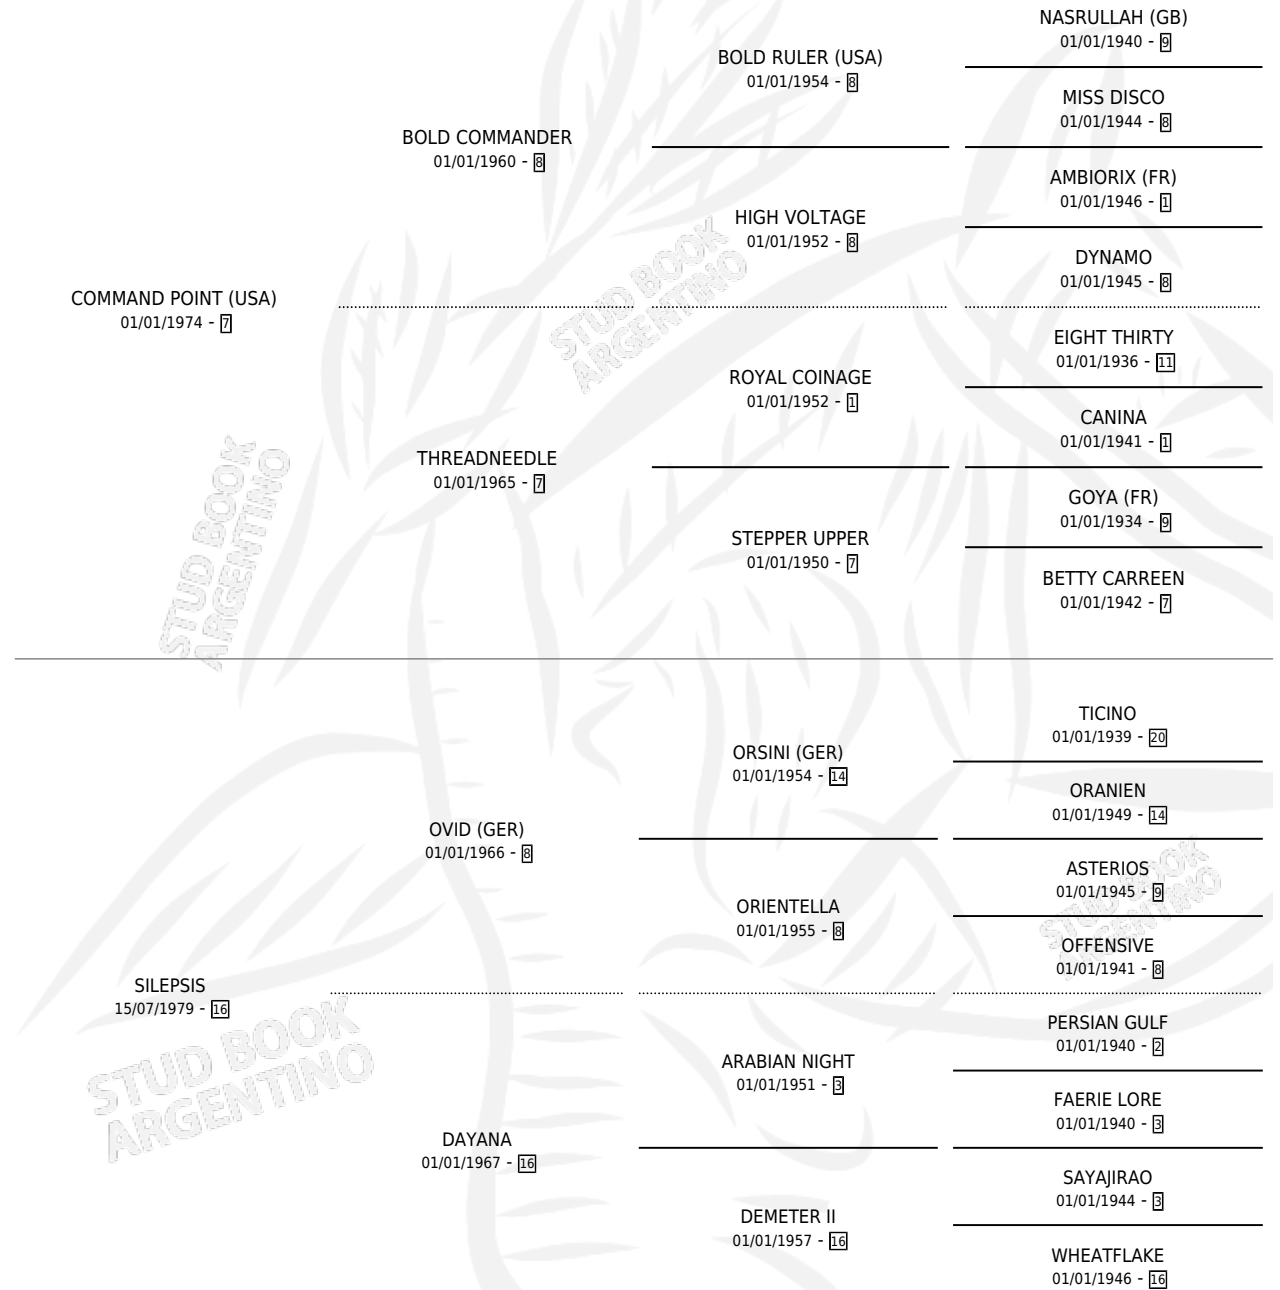 NASRULLAH (GB)
01/01/1940 - 9
BOLD RULER (USA)
01/01/1954 - 8
MISS DISCO
01/01/1944 - 8
BOLD COMMANDER
01/01/1960 - 8
AMBIORIX (FR)
01/01/1946 - 1
HIGH VOLTAGE
01/01/1952 - 8
DYNAMO
01/01/1945 - 8
COMMAND POINT (USA)
01/01/1974 - 7
EIGHT THIRTY
01/01/1936 - 11
ROYAL COINAGE
01/01/1952 - 1
CANINA
01/01/1941 - 1
THREADNEEDLE
01/01/1965 - 7
GOYA (FR)
01/01/1934 - 9
STEPPER UPPER
01/01/1950 - 7
BETTY CARREEN
01/01/1942 - 7
TICINO
01/01/1939 - 20
ORSINI (GER)
01/01/1954 - 14
ORANIEN
01/01/1949 - 14
OVID (GER)
01/01/1966 - 8
ASTERIOS
01/01/1945 - 9
ORIENTELLA
01/01/1955 - 8
OFFENSIVE
01/01/1941 - 8
SILEPSIS
15/07/1979 - 16
PERSIAN GULF
01/01/1940 - 2
ARABIAN NIGHT
01/01/1951 - 3
FAERIE LORE
01/01/1940 - 3
DAYANA
01/01/1967 - 16
SAYAJIRAO
01/01/1944 - 3
DEMETER II
01/01/1957 - 16
WHEATFLAKE
01/01/1946 - 16
STUD BOOK
ARGENTINO
STUD BOOK
ARGENTINO
STUD BOOK
ARGENTINO
STUD BOOK
ARGENTINO